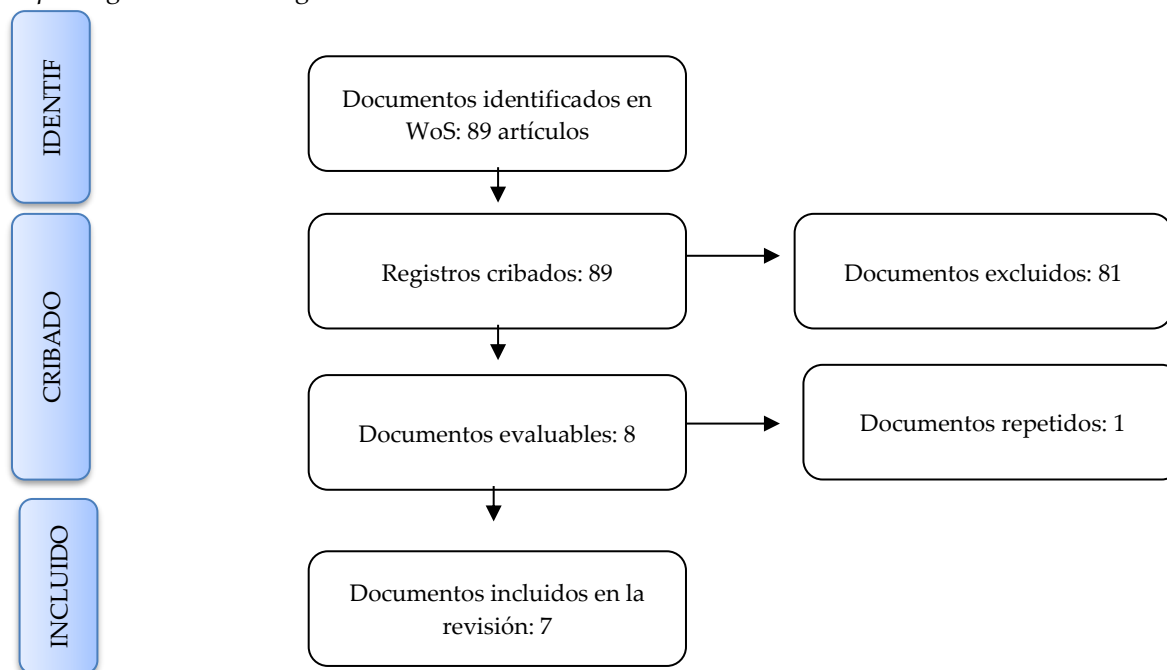 IDENTIF
Documentos identificados en
WoS: 89 artículos
CRIBADO
Registros cribados: 89
Documentos excluidos: 81
Documentos evaluables: 8
Documentos repetidos: 1
INCLUIDO
Documentos incluidos en la
revisión: 7